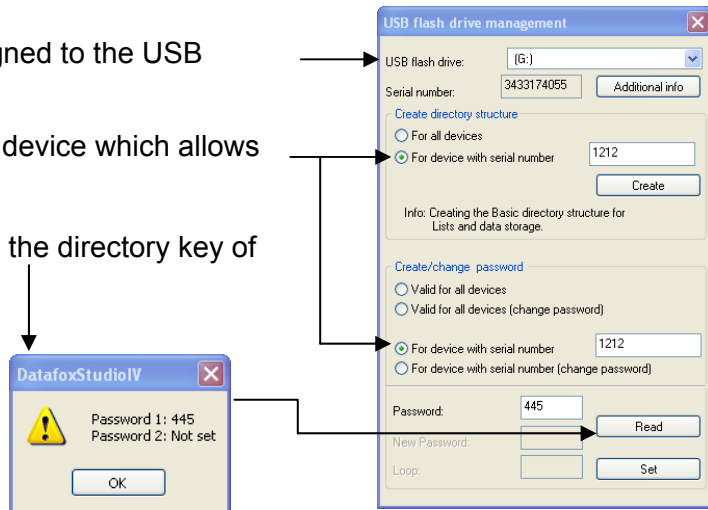 gned to the USB
device which allows
the directory key of
DatafoxStudioIV
Password 1: 445
Password 2: Not set
OK
USB flash drive management
USB flash drive: (G:)
Serial number: 3433174055 Additional info
Create directory structure
For all devices
For device with serial number 1212
Create
Info: Creating the Basic directory structure for
Lists and data storage.
Create/change password
Valid for all devices
Valid for all devices (change password)
For device with serial number 1212
For device with serial number (change password)
Password: 445
Read
New Password:
Loop: Set